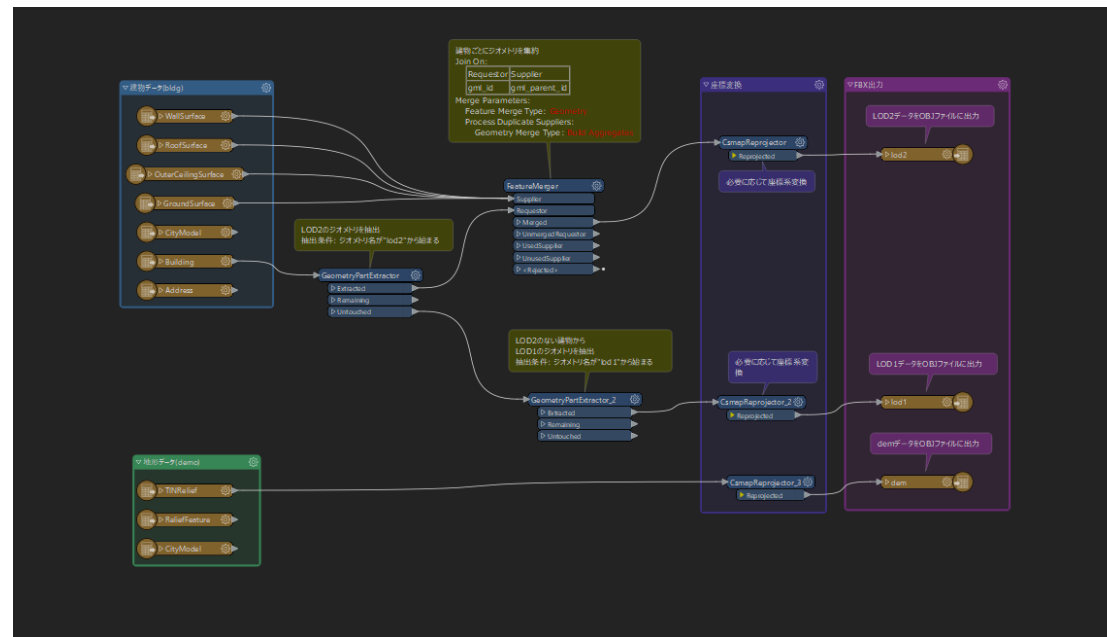 建物ごとにジオメトリを集約
Join On:
Requestor Supplier
gml_id gml_parent_id
Merge Parameters:
Feature Merge Type: Geometry
Process Duplicate Suppliers:
Geometry Merge Type: Build Aggregates
建物データ(bldg)
WallSurface
RoofSurface
OuterCeilingSurface
GroundSurface
CityModel
Building
Address
LOD2のジオメトリを抽出
抽出条件: ジオメトリ名が"lod2"から始まる
GeometryPartExtractor
Extracted
Remaining
Untouched
FeatureMerger
Supplier
Requestor
Merged
UnmergedRequestor
UsedSupplier
UnusedSupplier
<Rejected>
LOD2のない建物から
LOD1のジオメトリを抽出
抽出条件: ジオメトリ名が"lod1"から始まる
GeometryPartExtractor_2
Extracted
Remaining
Untouched
座標変換
CsmapReprojector
Reprojected
必要に応じて座標系変換
必要に応じて座標系変
換
CsmapReprojector_2
Reprojected
CsmapReprojector_3
Reprojected
FBX出力
LOD2データをOBJファイルに出力
lod2
LOD1データをOBJファイルに出力
lod1
demデータをOBJファイルに出力
dem
地形データ(demo)
TINRelief
ReliefFeature
CityModel